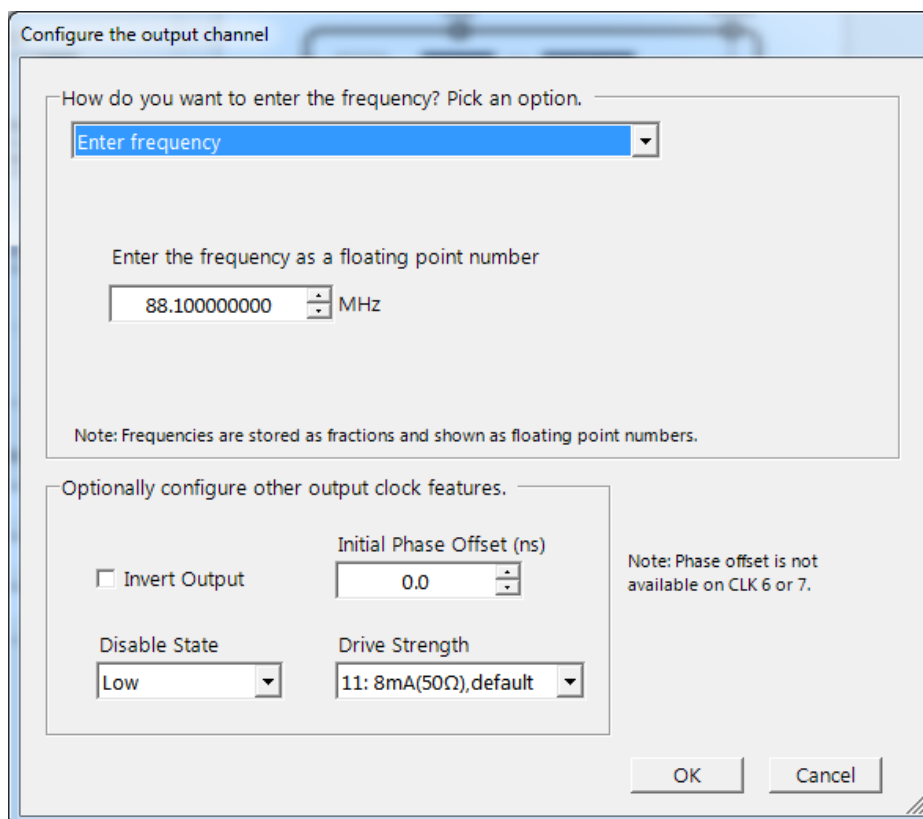 Configure the output channel
How do you want to enter the frequency? Pick an option.
Enter frequency
Enter the frequency as a floating point number
88.100000000 MHz
Note: Frequencies are stored as fractions and shown as floating point numbers.
Optionally configure other output clock features.
Initial Phase Offset (ns)
Invert Output
0.0
Note: Phase offset is not
available on CLK 6 or 7.
Disable State
Drive Strength
Low
11: 8mA(50Ω),default
OK
Cancel